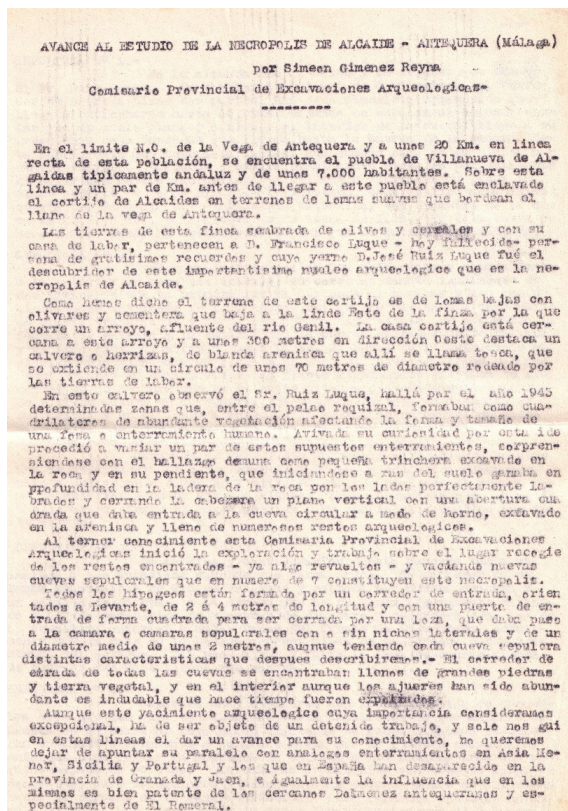 AVANCE AL ESTUDIO DE LA NECROPOLIS DE ALCAIDE - ANTEQUERA (Málaga)
por Simeon Gimenez Reyna
Comisario Provincial de Excavaciones Arqueologicas-
---------
En el limite N.O. de la Vega de Antequera y a unos 20 Km. en linea
recta de esta población, se encuentra el pueblo de Villanueva de Al-
gaidas tipicamente andaluz y de unos 7.000 habitantes. Sobre esta
linea y un par de Km. antes de llegar a este pueblo está enclavado
el cortijo de Alcaides en terrenos de lomas suaves que bordean el
llano de la vega de Antequera.
Las tierras de esta finca sembrada de olivos y cereales y con su
casa de labor, pertenecen a D. Francisco Luque - hoy fallecido- per-
sona de gratisimos recuerdos y cuyo yerno D.José Ruiz Luque fué el
descubridor de este importantisimo nucleo arqueologico que es la ne-
cropolis de Alcaide.
Como hemos dicho el terreno de este cortijo es de lomas bajas con
olivares y cementera que baja a la linde Este de la finza por la que
corre un arroyo, afluente del rio Genil. La casa cortijo está cer-
cana a este arroyo y a unos 300 metros en dirección Oeste destaca un
calvero o herrizas, de blanda arenisca que allí se llama tosca, que
se extiende en un circulo de unos 70 metros de diametro rodeado por
las tierras de labor.
En este calvero observó el Sr. Ruiz Luque, hallá por el año 1945
determinadas zonas que, entre el pelao roquizal, formaban como cua-
drilateros de abundante vegetación afectando la forma y tamaño de
una fosa o enterramiento humano. Avivada su curiosidad por esta ide
procedió a vaciar un par de estos supuestos enterramientos, corpren-
siendose con el hallazgo demuna como pequeña trinchera excavada en
la roca y en su pendiente, que iniciandose a ras del suelo ganaba en
profundidad en la ladera de la roca por los lados perfectamente la-
brados y cerrando la cabezera un plano vertical con una abertura cua
drada que daba entrada a la cueva circular a modo de horno, exfavado
en la arenisca y lleno de numerosos restos arqueologicos.
Al terner conocimiento esta Comisaria Provincial de Excavaciones
Arqueologicas inició la exploración y trabajo sobre el lugar recogie
do los restos encontrados - ya algo revueltos - y vaciando nuevas
cuevas sepulcrales que en numero de 7 constituyen este necropolis.
Todos los hipogeos están formado por un corredor de entrada, orien
tados a Levante, de 2 á 4 metros de longitud y con una puerta de en-
trada de forma cuadrada para ser cerrada por una loza, que daba paso
a la camara o camaras sepulcrales con o sin nichos laterales y de un
diametro medio de unos 2 metros, auqnue teniendo cada cueva sepulcra
distintas caracteristicas que despues describiremos.- El corredor de
etrada de todas las cuevas se encontraban llenos de grandes piedras
y tierra vegetal, y en el interior aurque los ajueres han sido abun-
dante es indudable que hace tiempo fueron expoliados.
Aunque este yacimiento arqueologico cuya importancia consideramos
excepcional, ha de ser objeto de un detenido trabajo, y solo nos gui
en estas lineas el dar un avance para su conocimiento, no queremos
dejar de apuntar su paralelo con analogos enterramientos en Asia Me-
nor, Sicilia y Portugal y los que en España han desaparecido en la
provincia de Granada y Jaen, e igualmente la influencia que en los
mismos es bien patente de los cercanos Dolmenez antequeranos y es-
pecialmente de El Romeral.